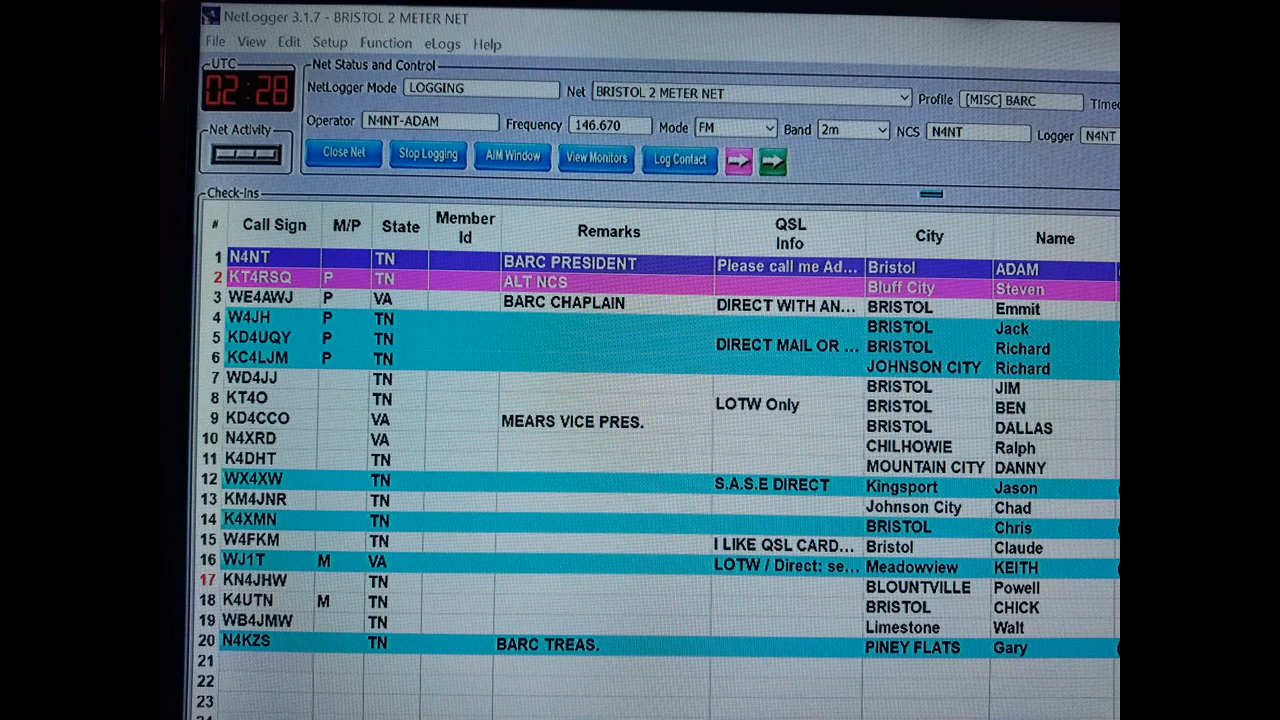 NetLogger 3.1.7 - BRISTOL 2 METER NET
File View Edit Setup Function eLogs Help
UTC
02:28
Net Status and Control
NetLogger Mode LOGGING Net BRISTOL 2 METER NET Profile [MISC] BARC
Operator N4NT-ADAM Frequency 146.670 Mode FM Band 2m NCS N4NT Logger N4NT
Net Activity
Close Net Stop Logging AIM Window View Monitors Log Contact
Check-Ins
# Call Sign M/P State Member Id Remarks QSL Info City Name
1 N4NT TN BARC PRESIDENT Please call me Ad... Bristol ADAM
2 KT4RSQ P TN ALT NCS Bluff City Steven
3 WE4AWJ P VA BARC CHAPLAIN DIRECT WITH AN... BRISTOL Emmit
4 W4JH P TN BRISTOL Jack
5 KD4UQY P TN DIRECT MAIL OR ... BRISTOL Richard
6 KC4LJM P TN JOHNSON CITY Richard
7 WD4JJ TN BRISTOL JIM
8 KT4O TN LOTW Only BRISTOL BEN
9 KD4CCO VA MEARS VICE PRES. BRISTOL DALLAS
10 N4XRD VA CHILHOWIE Ralph
11 K4DHT TN MOUNTAIN CITY DANNY
12 WX4XW TN S.A.S.E DIRECT Kingsport Jason
13 KM4JNR TN Johnson City Chad
14 K4XMN TN BRISTOL Chris
15 W4FKM TN I LIKE QSL CARD... Bristol Claude
16 WJ1T M VA LOTW / Direct: se... Meadowview KEITH
17 KN4JHW TN BLOUNTVILLE Powell
18 K4UTN M TN BRISTOL CHICK
19 WB4JMW TN Limestone Walt
20 N4KZS TN BARC TREAS. PINEY FLATS Gary
21
22
23